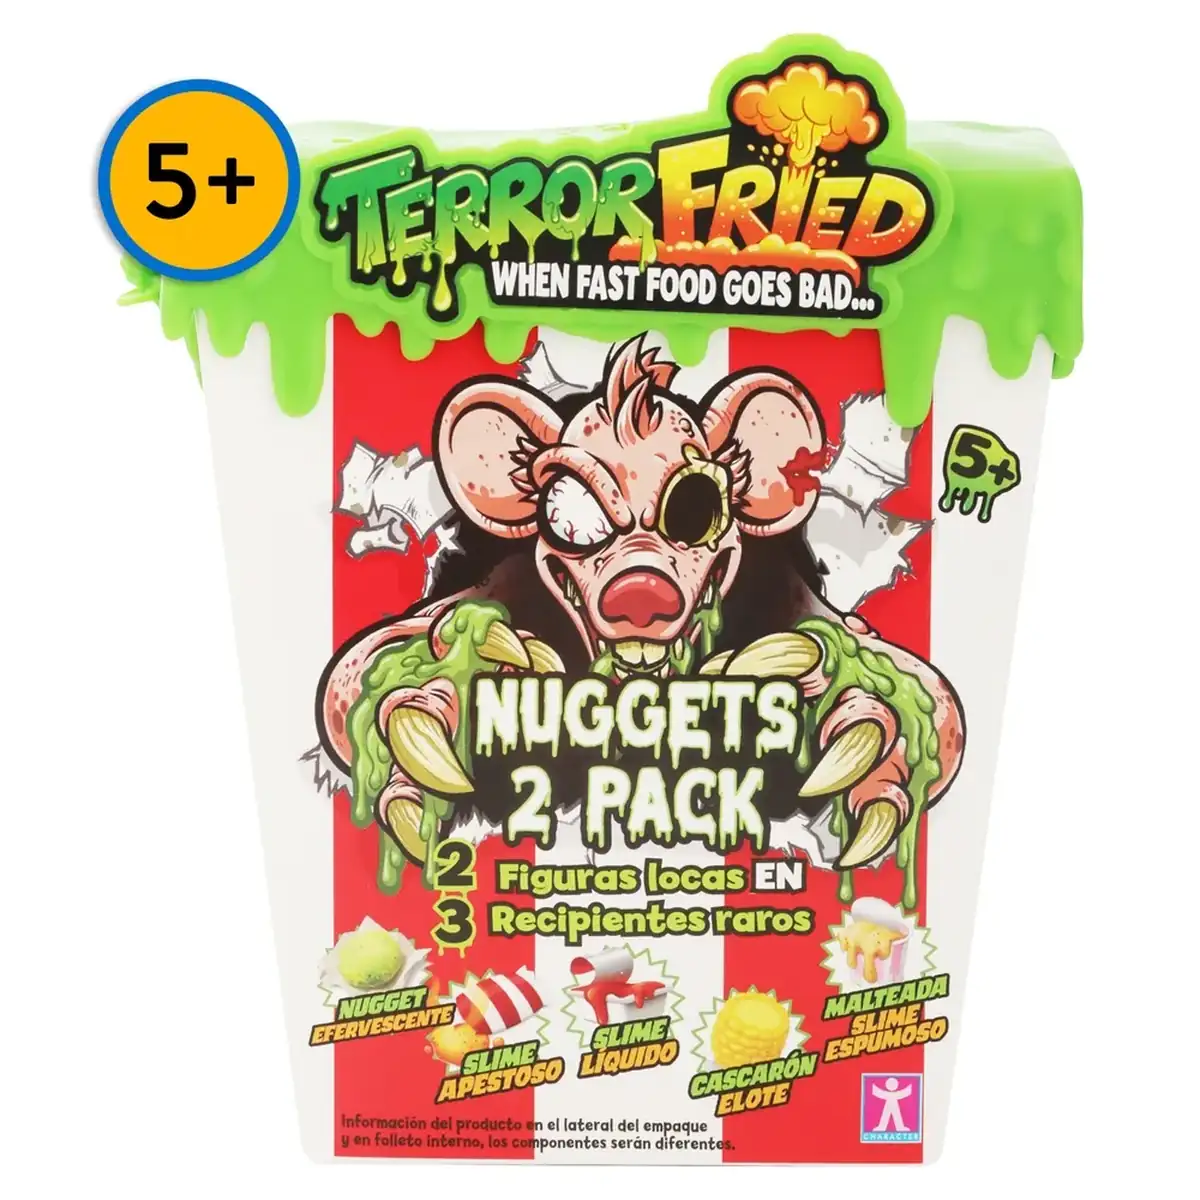 5+
TERROR FRIED
WHEN FAST FOOD GOES BAD...
5+
NUGGETS
2 PACK
2 Figuras locas EN
3 Recipientes raros
NUGGET
EFERVESCENTE
SLIME
APESTOSO
SLIME
LÍQUIDO
CASCARÓN
ELOTE
MALTEADA
SLIME
ESPUMOSO
Información del producto en el lateral del empaque
y en folleto interno, los componentes serán diferentes.
CHARACTER